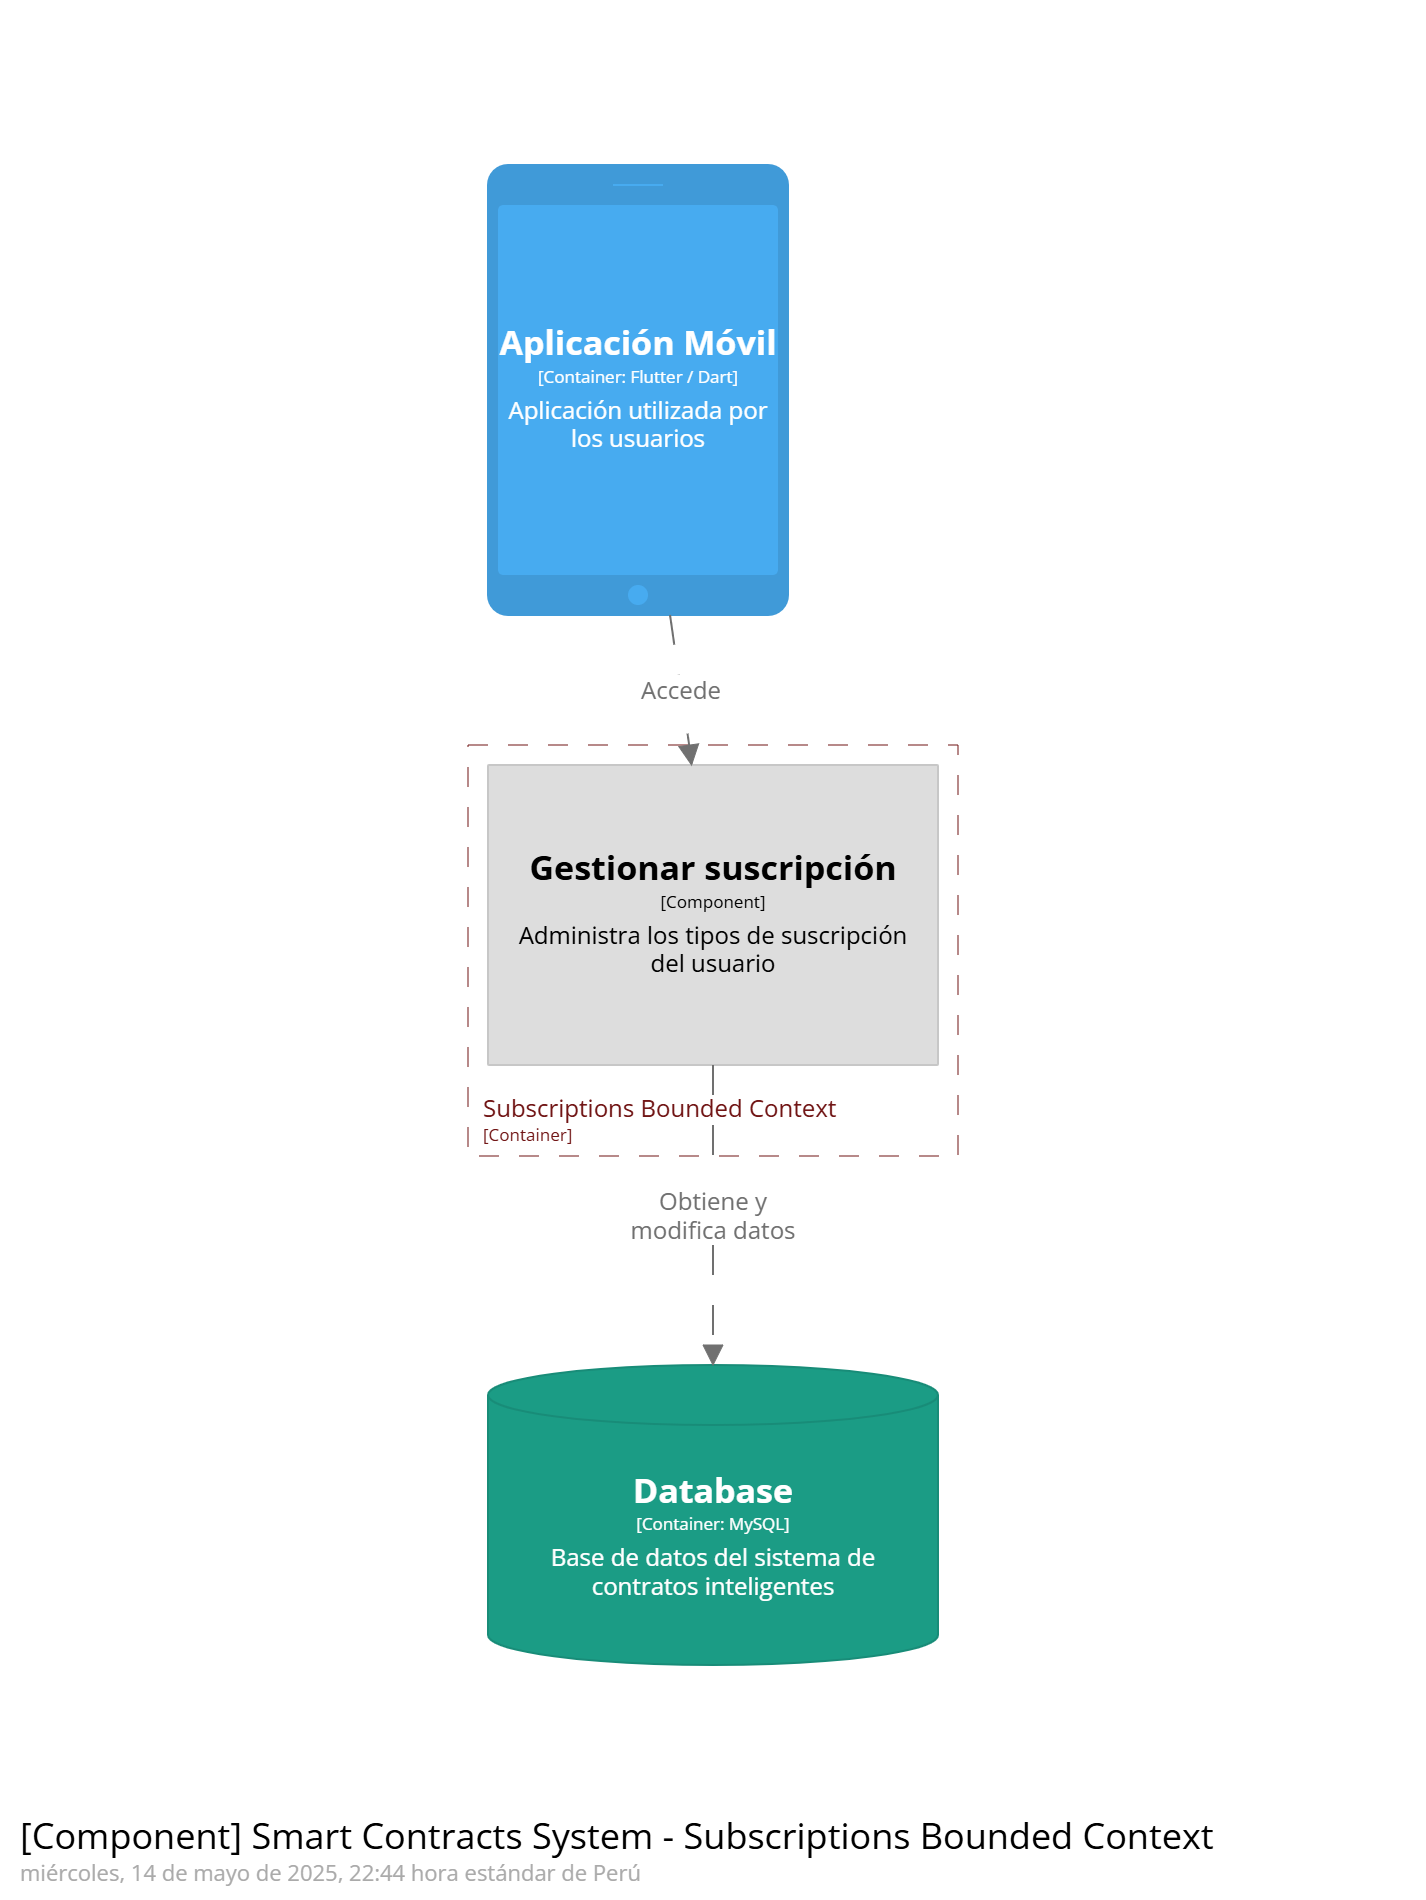 Aplicación Móvil
[Container: Flutter / Dart]
Aplicación utilizada por
los usuarios
Accede
Gestionar suscripción
[Component]
Administra los tipos de suscripción
del usuario
Subscriptions Bounded Context
[Container]
Obtiene y
modifica datos
Database
[Container: MySQL]
Base de datos del sistema de
contratos inteligentes
[Component] Smart Contracts System - Subscriptions Bounded Context
miércoles, 14 de mayo de 2025, 22:44 hora estándar de Perú